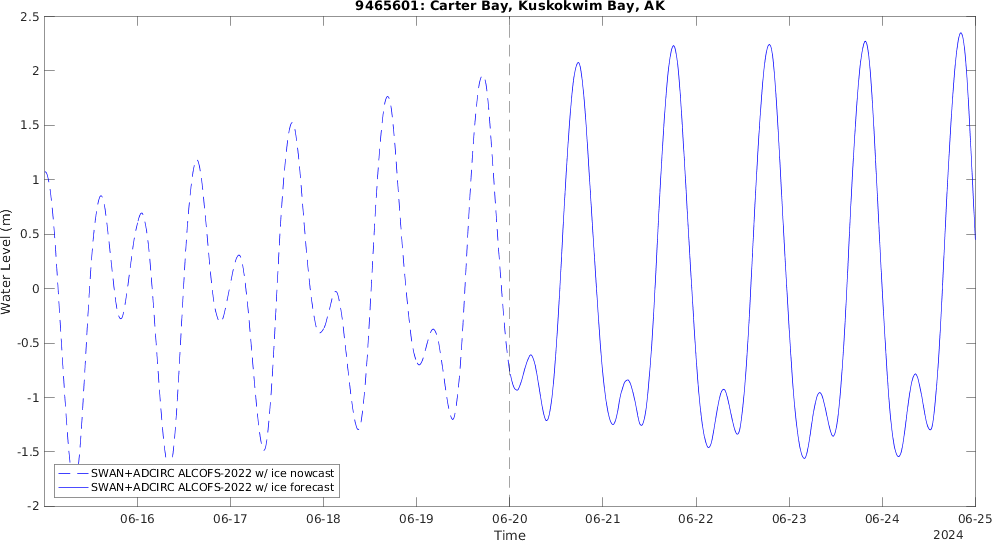 9465601: Carter Bay, Kuskokwim Bay, AK
2.5
2
1.5
1
0.5
0
-0.5
-1
-1.5
-2
Water Level (m)
SWAN+ADCIRC ALCOFS-2022 w/ ice nowcast
SWAN+ADCIRC ALCOFS-2022 w/ ice forecast
06-16 06-17 06-18 06-19 06-20 06-21 06-22 06-23 06-24 06-25
Time
2024